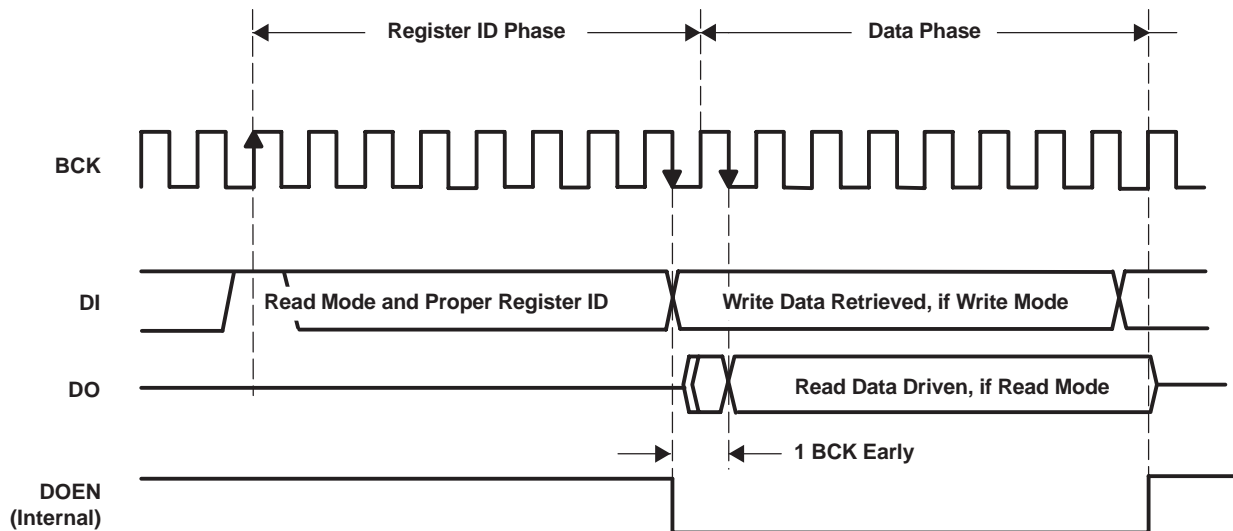 Register ID Phase
Data Phase
BCK
DI
Read Mode and Proper Register ID
Write Data Retrieved, if Write Mode
DO
Read Data Driven, if Read Mode
1 BCK Early
DOEN
(Internal)